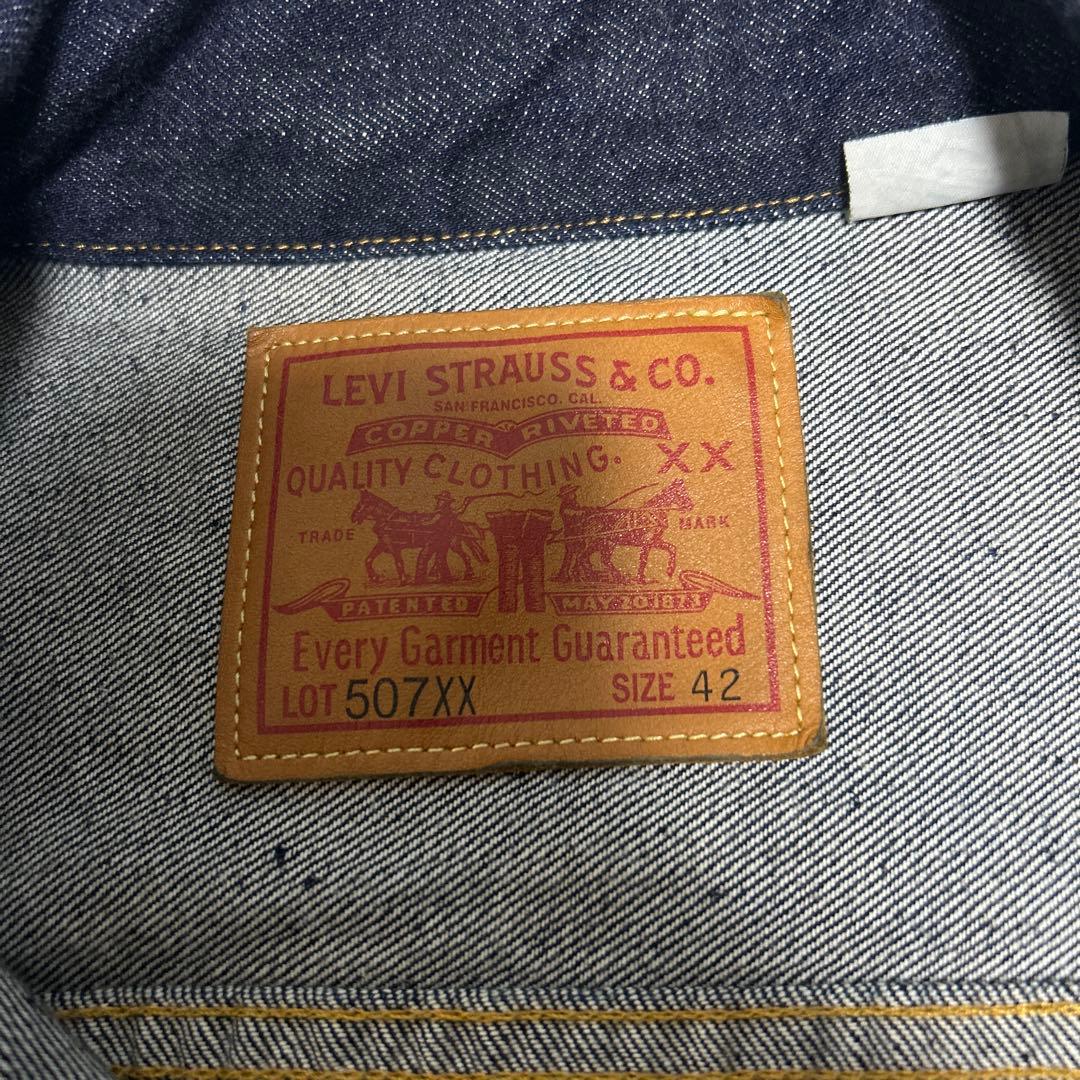 LEVI STRAUSS & CO.
SAN FRANCISCO. CAL.
COPPER RIVETED
QUALITY CLOTHING. XX
TRADE MARK
PATENTED MAY 20 1873
Every Garment Guaranteed
LOT 507XX SIZE 42